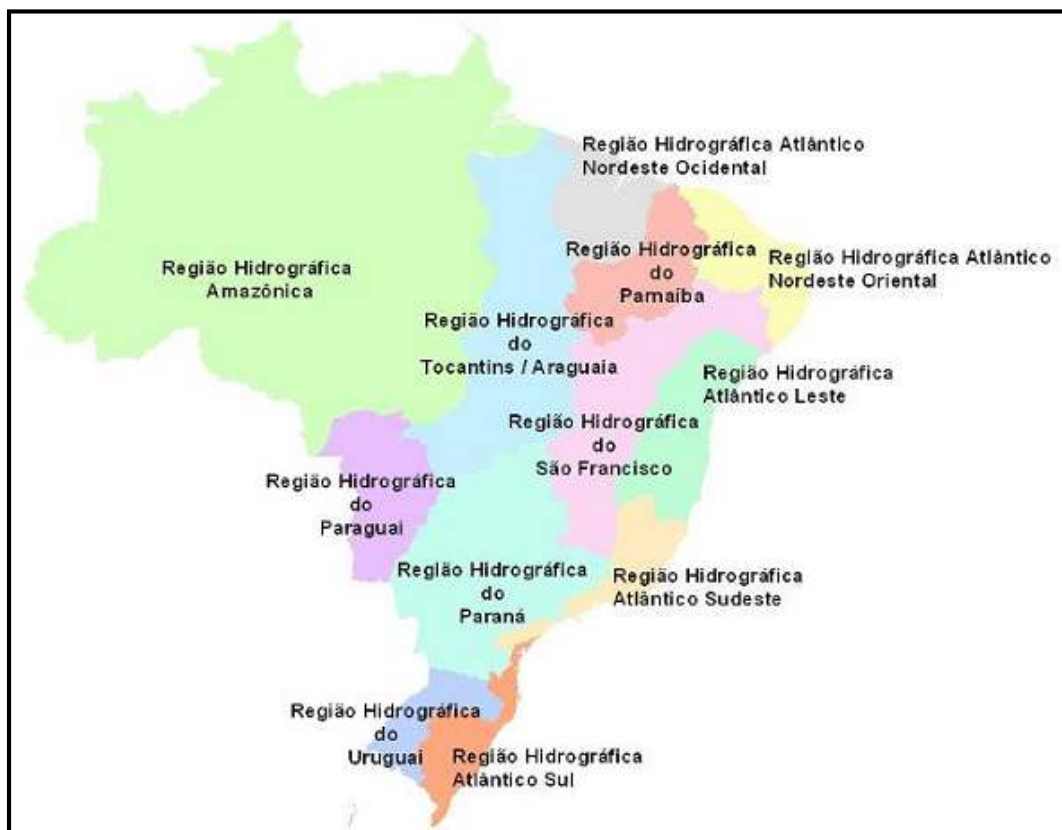 Região Hidrográfica Atlântico
Nordeste Ocidental
Região Hidrográfica
Amazônica
Região Hidrográfica
do
Parnaíba
Região Hidrográfica Atlântico
Nordeste Oriental
Região Hidrográfica
do
Tocantins / Araguaia
Região Hidrográfica
Atlântico Leste
Região Hidrográfica
do
São Francisco
Região Hidrográfica
do
Paraguai
Região Hidrográfica
do
Paraná
Região Hidrográfica
Atlântico Sudeste
Região Hidrográfica
do
Uruguai
Região Hidrográfica
Atlântico Sul